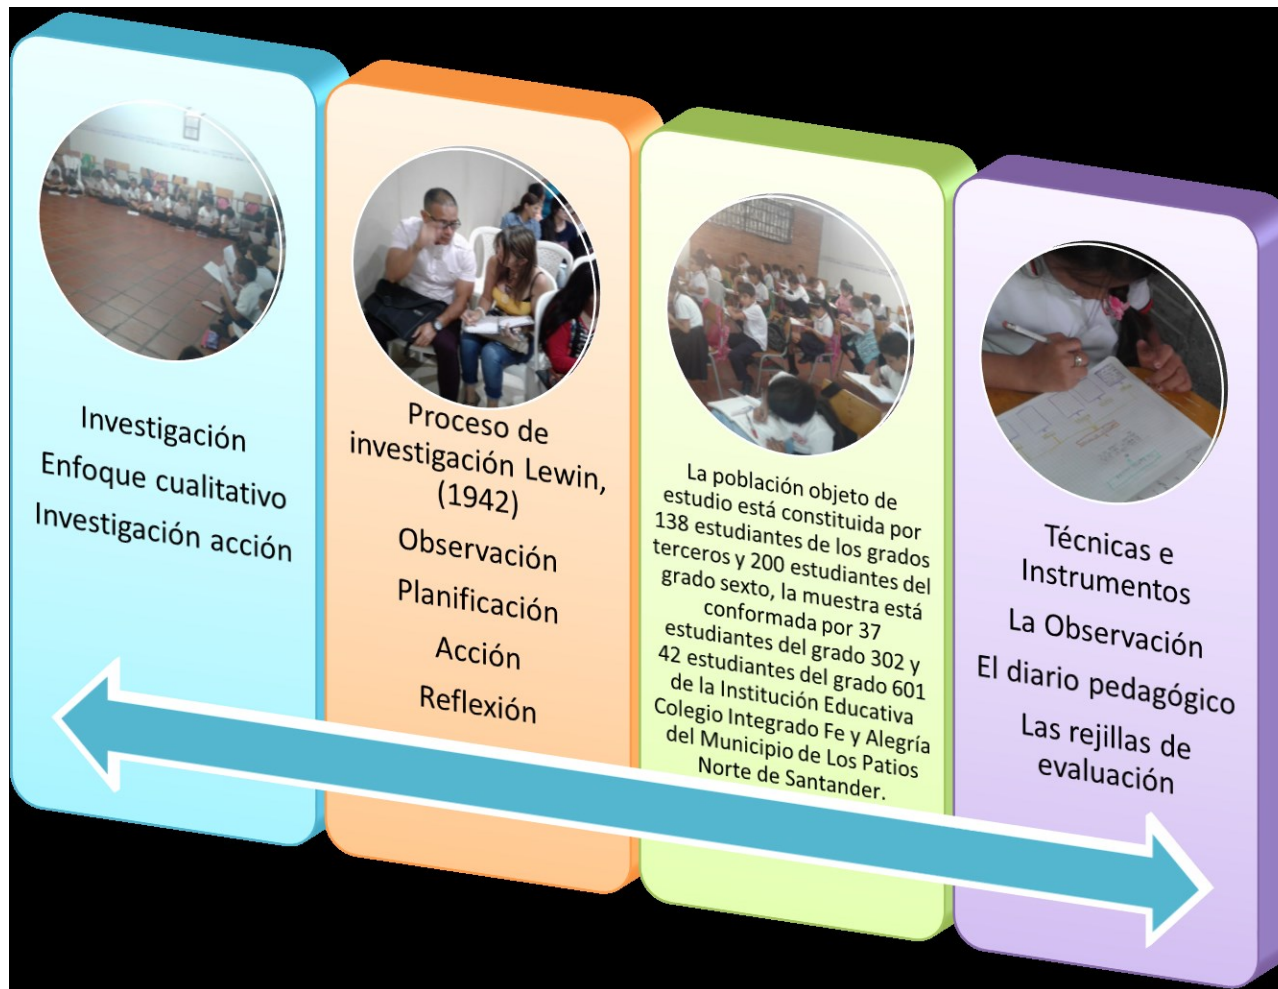 Investigación
Enfoque cualitativo
Investigación acción
Proceso de
investigación Lewin,
(1942)
Observación
Planificación
Acción
Reflexión
La población objeto de
estudio está constituida por
138 estudiantes de los grados
terceros y 200 estudiantes del
grado sexto, la muestra está
conformada por 37
estudiantes del grado 302 y
42 estudiantes del grado 601
de la Institución Educativa
Colegio Integrado Fe y Alegría
del Municipio de Los Patios
Norte de Santander.
Técnicas e
Instrumentos
La Observación
El diario pedagógico
Las rejillas de
evaluación